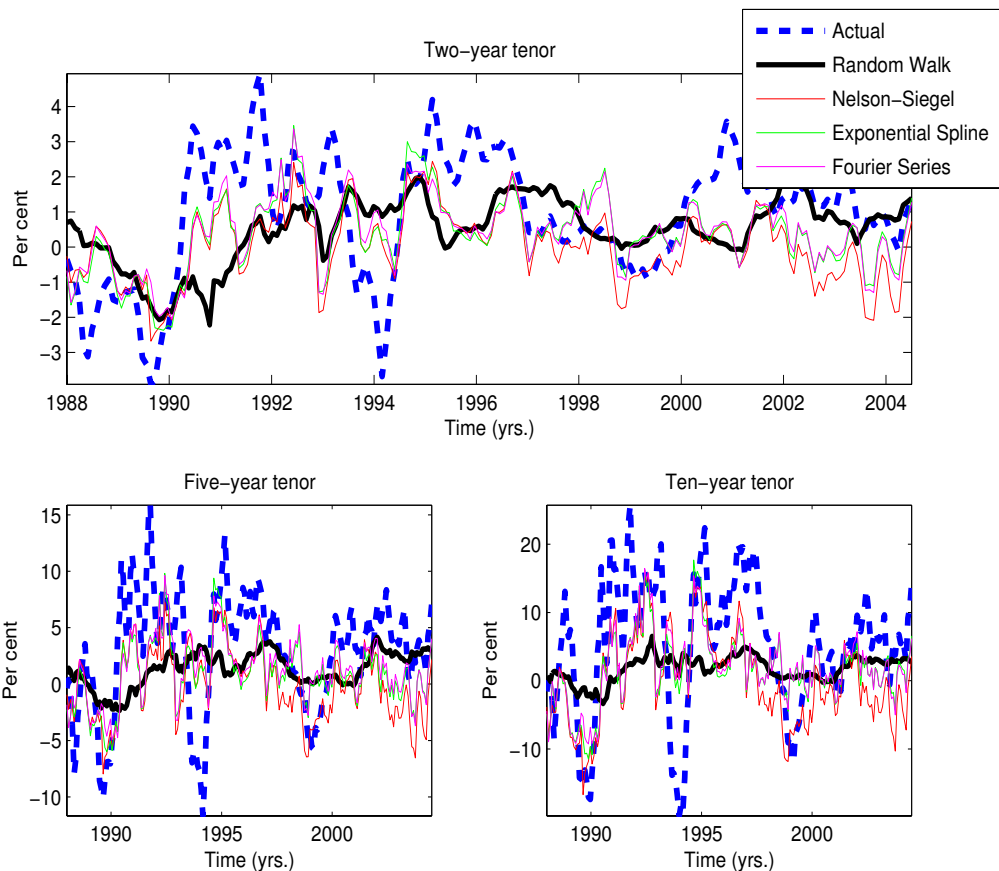 Two−year tenor
Actual
Random Walk
Nelson−Siegel
Exponential Spline
Fourier Series
Per cent
4
3
2
1
0
−1
−2
−3
1988
1990
1992
1994
1996
1998
2000
2002
2004
Time (yrs.)
Five−year tenor
Per cent
15
10
5
0
−5
−10
1990
1995
2000
Time (yrs.)
Ten−year tenor
Per cent
20
10
0
−10
1990
1995
2000
Time (yrs.)